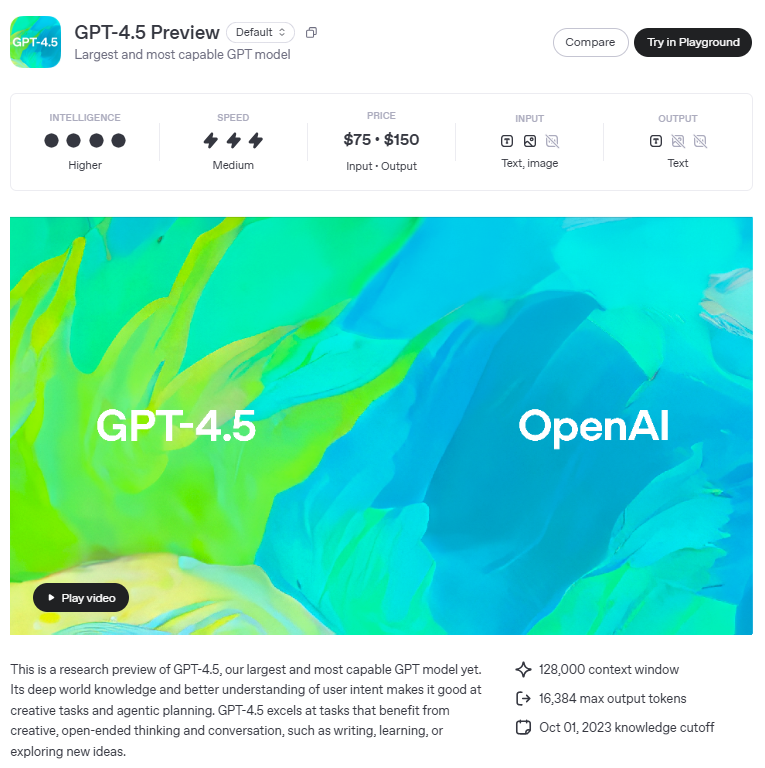 GPT-4.5
GPT-4.5 Preview
Default
Largest and most capable GPT model
Compare
Try in Playground
INTELLIGENCE
Higher
SPEED
Medium
PRICE
$75 • $150
Input • Output
INPUT
Text, image
OUTPUT
Text
GPT-4.5
OpenAI
Play video
This is a research preview of GPT-4.5, our largest and most capable GPT model yet.
Its deep world knowledge and better understanding of user intent makes it good at
creative tasks and agentic planning. GPT-4.5 excels at tasks that benefit from
creative, open-ended thinking and conversation, such as writing, learning, or
exploring new ideas.
128,000 context window
16,384 max output tokens
Oct 01, 2023 knowledge cutoff